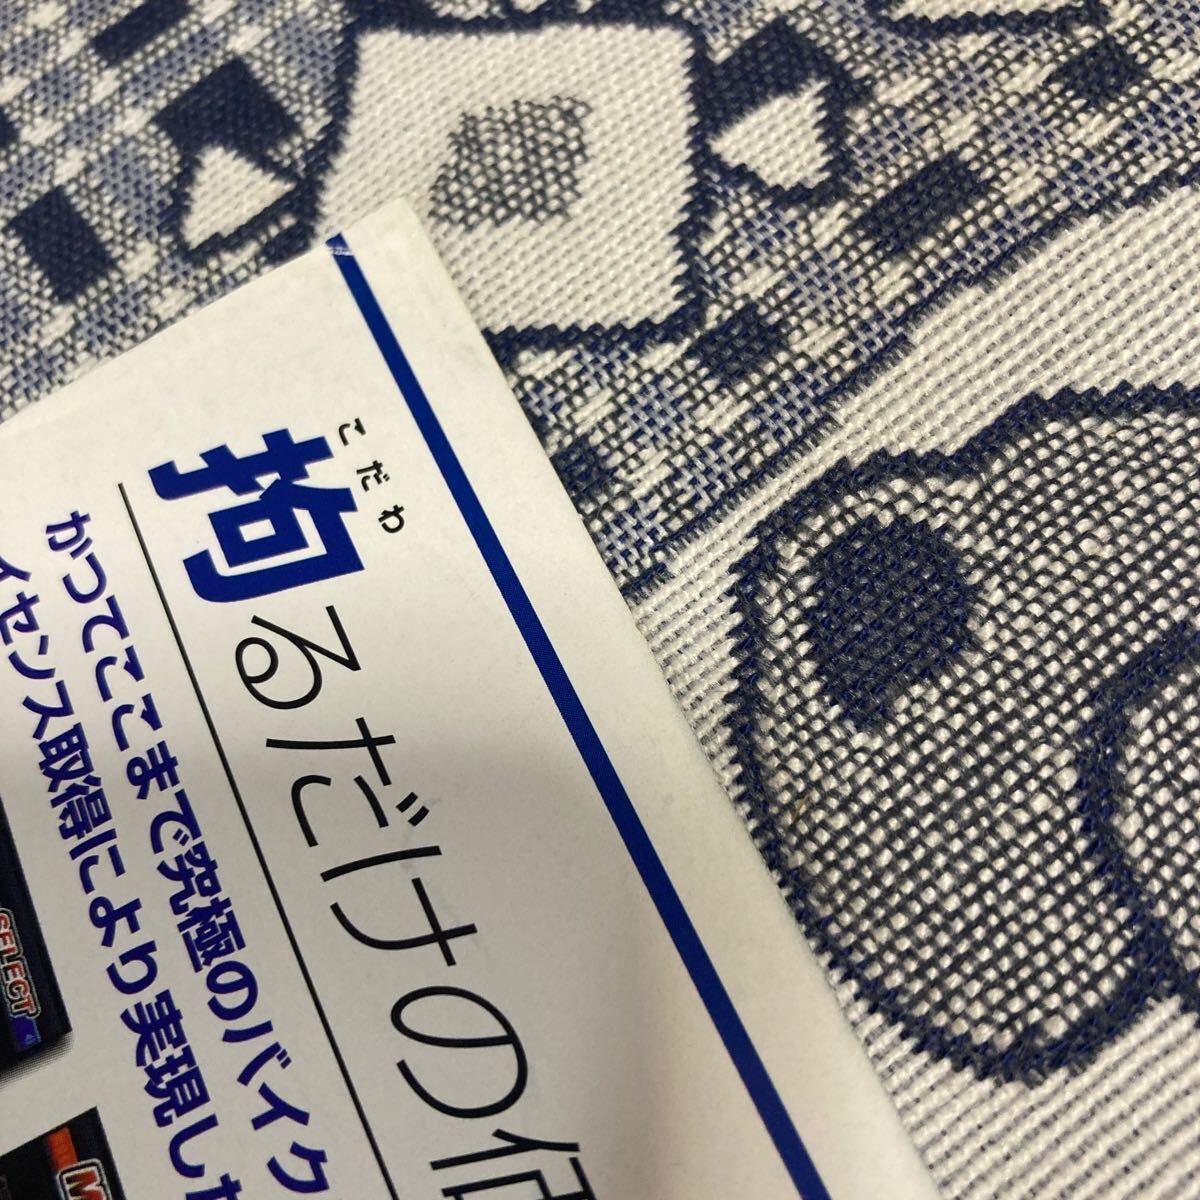 こだわ
拘るだけの
かつてここまで究極のバイク
イセンス取得により実現した
SELECT
M